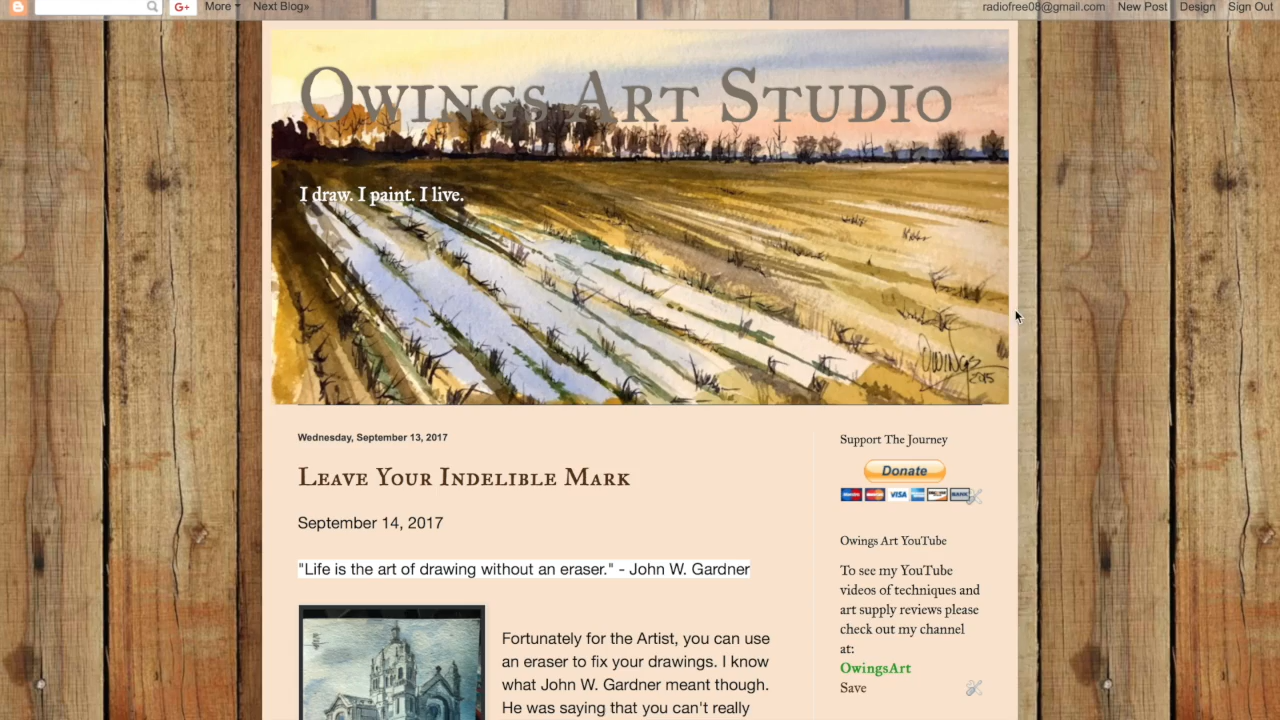 G+ More Next Blog» radiofree08@gmail.com New Post Design Sign Out
Owings Art Studio
I draw. I paint. I live.
Owings
2015
Wednesday, September 13, 2017
Leave Your Indelible Mark
September 14, 2017
"Life is the art of drawing without an eraser." - John W. Gardner
Fortunately for the Artist, you can use
an eraser to fix your drawings. I know
what John W. Gardner meant though.
He was saying that you can't really
Support The Journey
Donate
VISA
BANK
Owings Art YouTube
To see my YouTube
videos of techniques and
art supply reviews please
check out my channel
at:
OwingsArt
Save